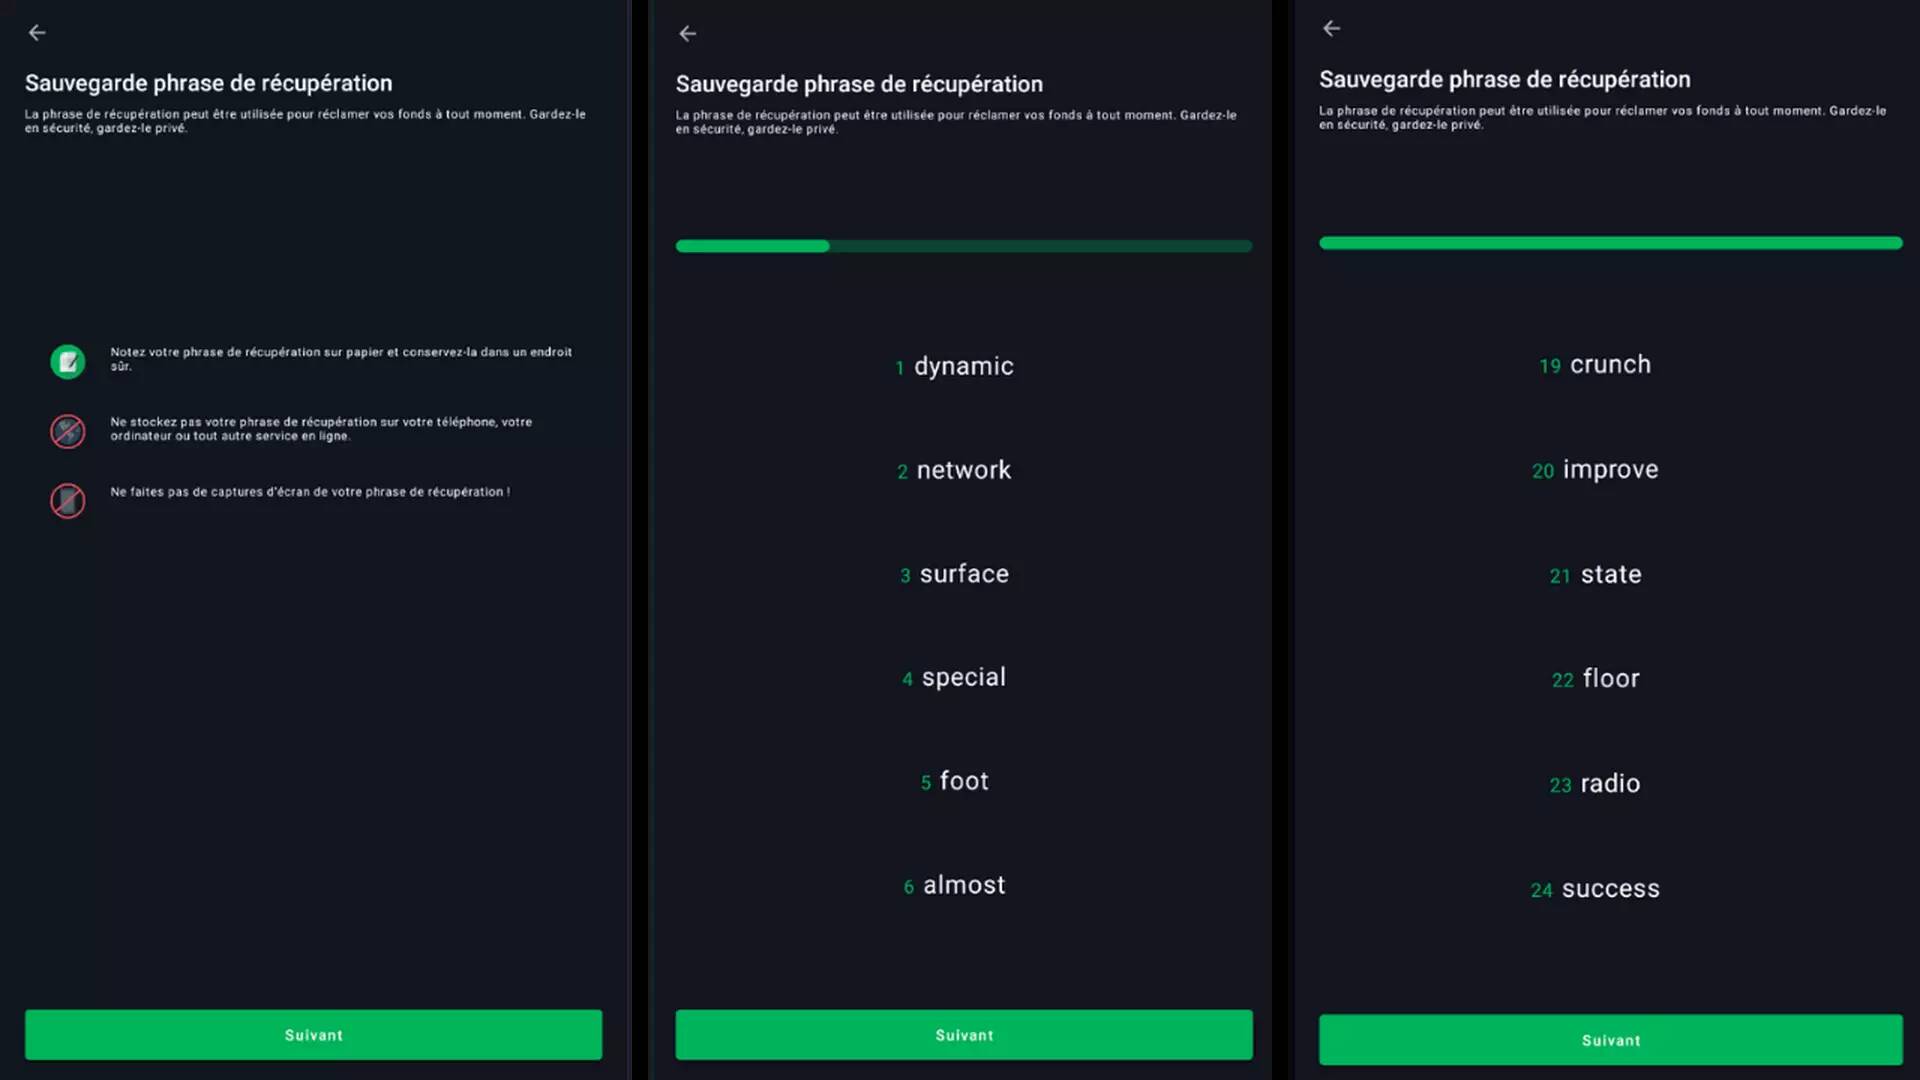 Sauvegarde phrase de récupération
La phrase de récupération peut être utilisée pour réclamer vos fonds à tout moment. Gardez-le
en sécurité, gardez-le privé.
Notez votre phrase de récupération sur papier et conservez-la dans un endroit
sûr.
Ne stockez pas votre phrase de récupération sur votre téléphone, votre
ordinateur ou tout autre service en ligne.
Ne faites pas de captures d'écran de votre phrase de récupération !
Suivant
Sauvegarde phrase de récupération
La phrase de récupération peut être utilisée pour réclamer vos fonds à tout moment. Gardez-le
en sécurité, gardez-le privé.
1 dynamic
2 network
3 surface
4 special
5 foot
6 almost
Suivant
Sauvegarde phrase de récupération
La phrase de récupération peut être utilisée pour réclamer vos fonds à tout moment. Gardez-le
en sécurité, gardez-le privé.
19 crunch
20 improve
21 state
22 floor
23 radio
24 success
Suivant